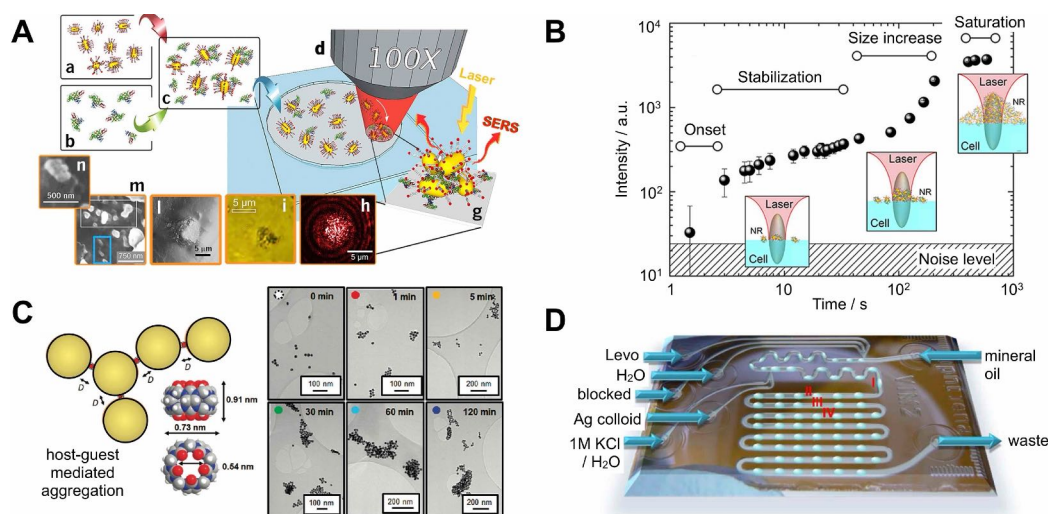 A
a
b
c
d
100X
Laser
SERS
g
n
500 nm
m
750 nm
l
5 µm
i
5 µm
h
5 µm
B
Intensity / a.u.
10⁴
10³
10²
10¹
Onset
Stabilization
Size increase
Saturation
Laser
NR
Cell
Laser
NR
Cell
Laser
NR
Cell
Noise level
1
10
10²
10³
Time / s
C
D
D
D
D
0.91 nm
0.73 nm
0.54 nm
host-guest
mediated
aggregation
0 min
100 nm
1 min
100 nm
5 min
200 nm
30 min
100 nm
60 min
200 nm
120 min
200 nm
D
Levo
H₂O
blocked
Ag colloid
1M KCl
/ H₂O
mineral
oil
waste
I
II
III
IV